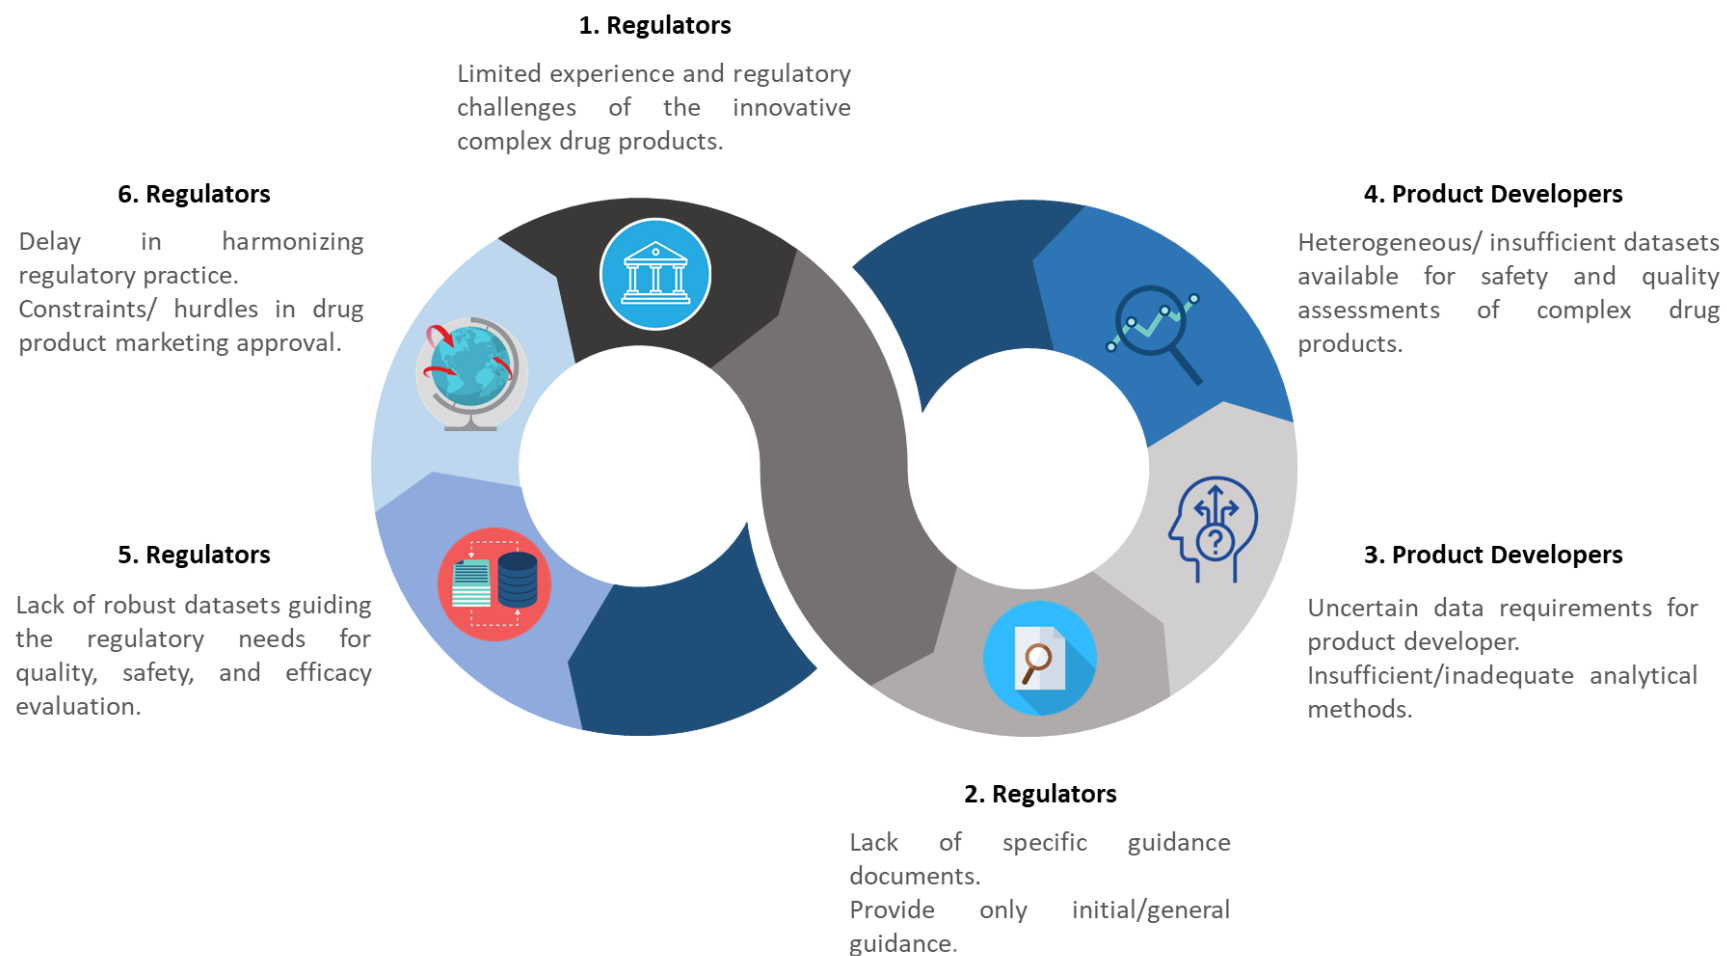 1. Regulators
Limited experience and regulatory
challenges of the innovative
complex drug products.
6. Regulators
Delay in harmonizing
regulatory practice.
Constraints/ hurdles in drug
product marketing approval.
4. Product Developers
Heterogeneous/ insufficient datasets
available for safety and quality
assessments of complex drug
products.
5. Regulators
Lack of robust datasets guiding
the regulatory needs for
quality, safety, and efficacy
evaluation.
3. Product Developers
Uncertain data requirements for
product developer.
Insufficient/inadequate analytical
methods.
?
2. Regulators
Lack of specific guidance
documents.
Provide only initial/general
guidance.